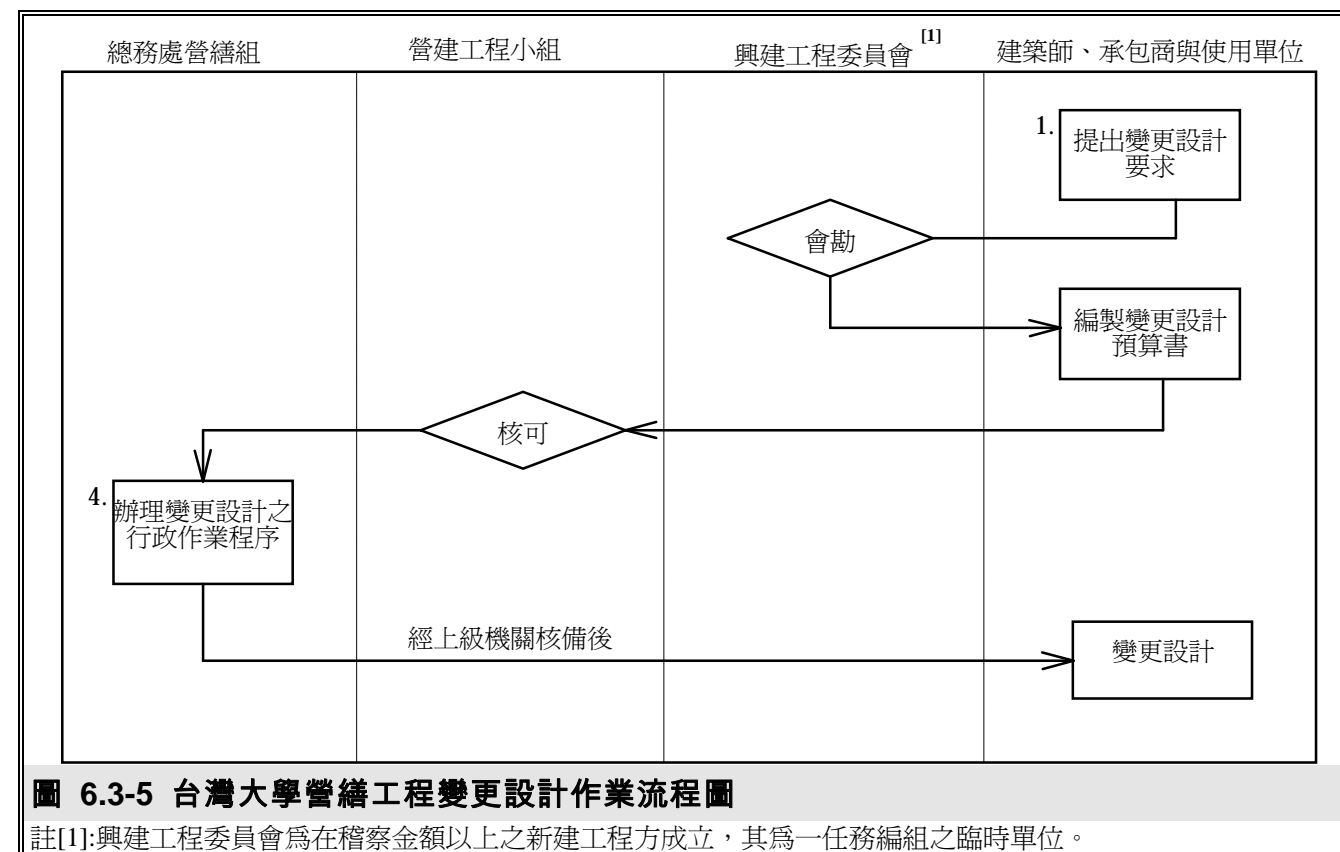 總務處營繕組
營建工程小組
興建工程委員會 [1]
建築師、承包商與使用單位
1.
提出變更設計
要求
會勘
編製變更設計
預算書
核可
4.
辦理變更設計之
行政作業程序
經上級機關核備後
變更設計
圖 6.3-5 台灣大學營繕工程變更設計作業流程圖
註[1]:興建工程委員會為在稽察金額以上之新建工程方成立，其為一任務編組之臨時單位。